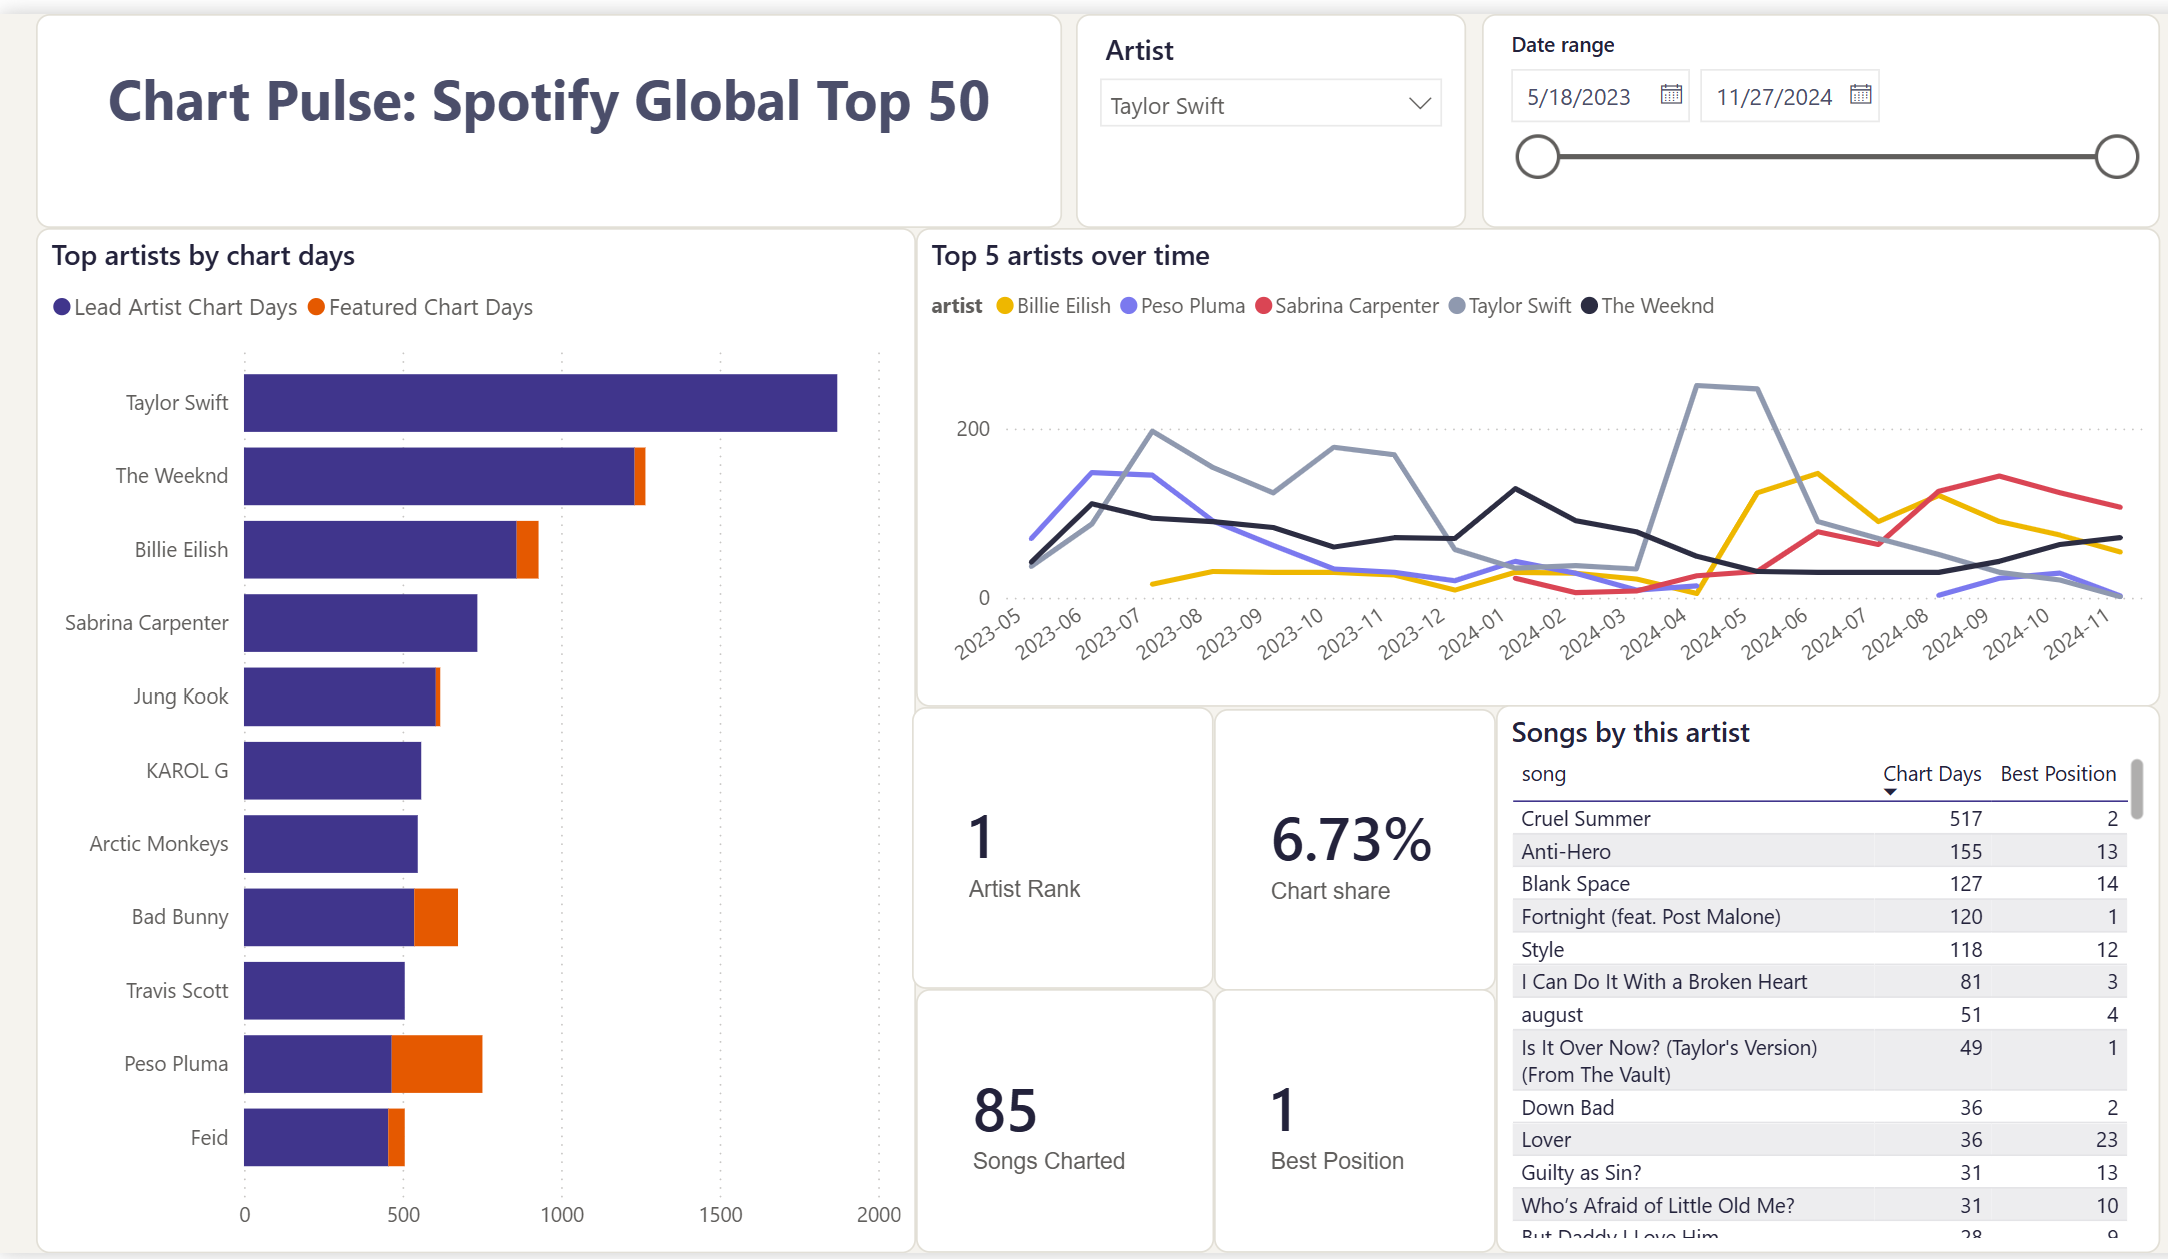 Chart Pulse: Spotify Global Top 50
Artist
Taylor Swift
Date range
5/18/2023 11/27/2024
Top artists by chart days
Lead Artist Chart Days Featured Chart Days
Taylor Swift
The Weeknd
Billie Eilish
Sabrina Carpenter
Jung Kook
KAROL G
Arctic Monkeys
Bad Bunny
Travis Scott
Peso Pluma
Feid
0 500 1000 1500 2000
Top 5 artists over time
artist Billie Eilish Peso Pluma Sabrina Carpenter Taylor Swift The Weeknd
200
0
2023-05 2023-06 2023-07 2023-08 2023-09 2023-10 2023-11 2023-12 2024-01 2024-02 2024-03 2024-04 2024-05 2024-06 2024-07 2024-08 2024-09 2024-10 2024-11
1
Artist Rank
6.73%
Chart share
85
Songs Charted
1
Best Position
Songs by this artist
song Chart Days Best Position
Cruel Summer 517 2
Anti-Hero 155 13
Blank Space 127 14
Fortnight (feat. Post Malone) 120 1
Style 118 12
I Can Do It With a Broken Heart 81 3
august 51 4
Is It Over Now? (Taylor's Version) 49 1
(From The Vault)
Down Bad 36 2
Lover 36 23
Guilty as Sin? 31 13
Who's Afraid of Little Old Me? 31 10
But Daddy I Love Him 28 9